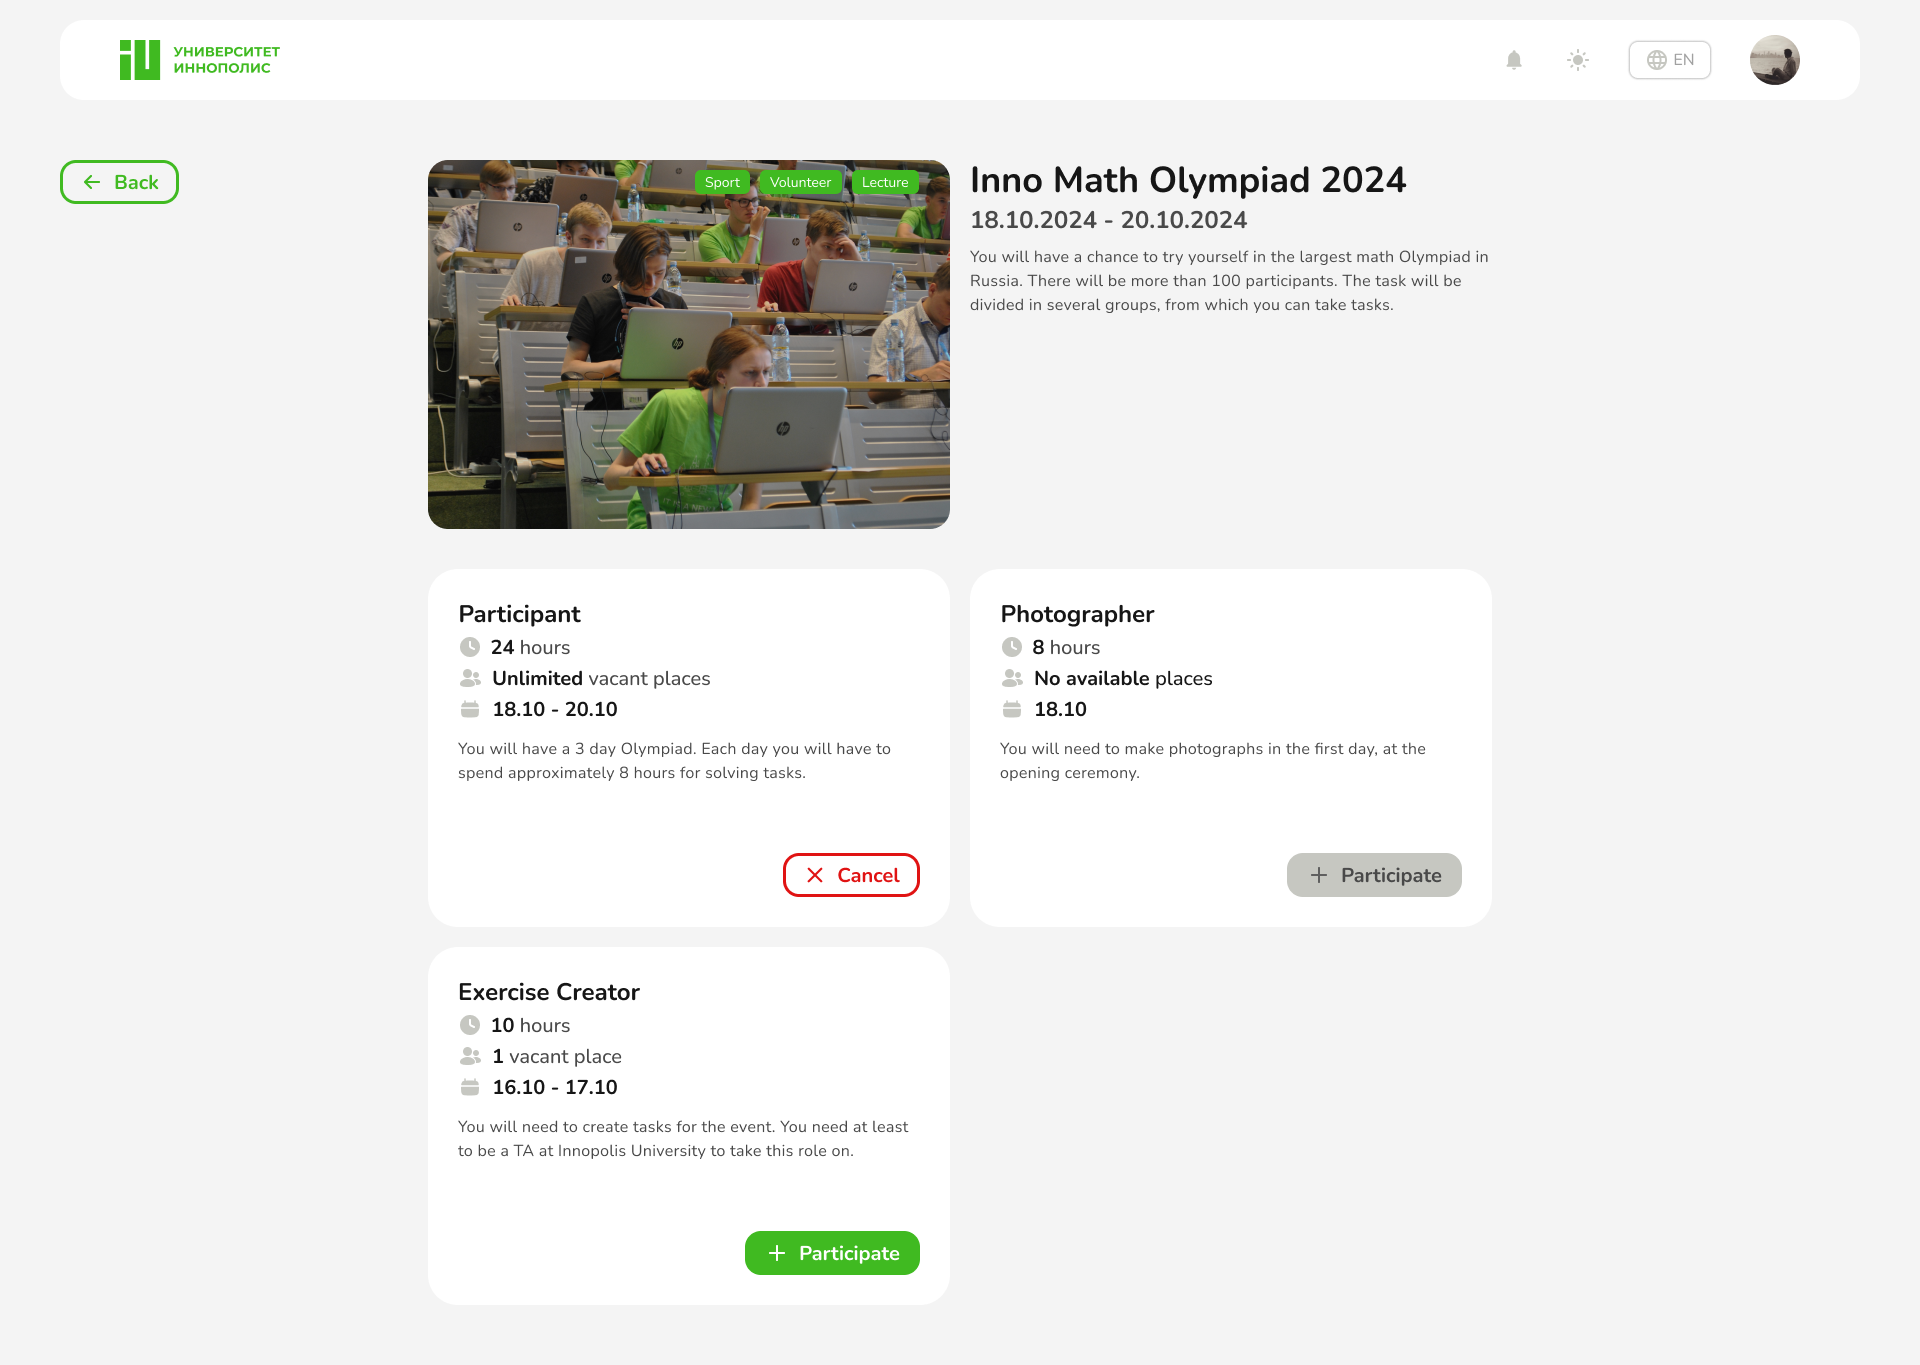 УНИВЕРСИТЕТ
ИННОПОЛИС
EN
Back
Sport
Volunteer
Lecture
Inno Math Olympiad 2024
18.10.2024 - 20.10.2024
You will have a chance to try yourself in the largest math Olympiad in
Russia. There will be more than 100 participants. The task will be
divided in several groups, from which you can take tasks.
Participant
24 hours
Unlimited vacant places
18.10 - 20.10
You will have a 3 day Olympiad. Each day you will have to
spend approximately 8 hours for solving tasks.
Cancel
Photographer
8 hours
No available places
18.10
You will need to make photographs in the first day, at the
opening ceremony.
Participate
Exercise Creator
10 hours
1 vacant place
16.10 - 17.10
You will need to create tasks for the event. You need at least
to be a TA at Innopolis University to take this role on.
Participate